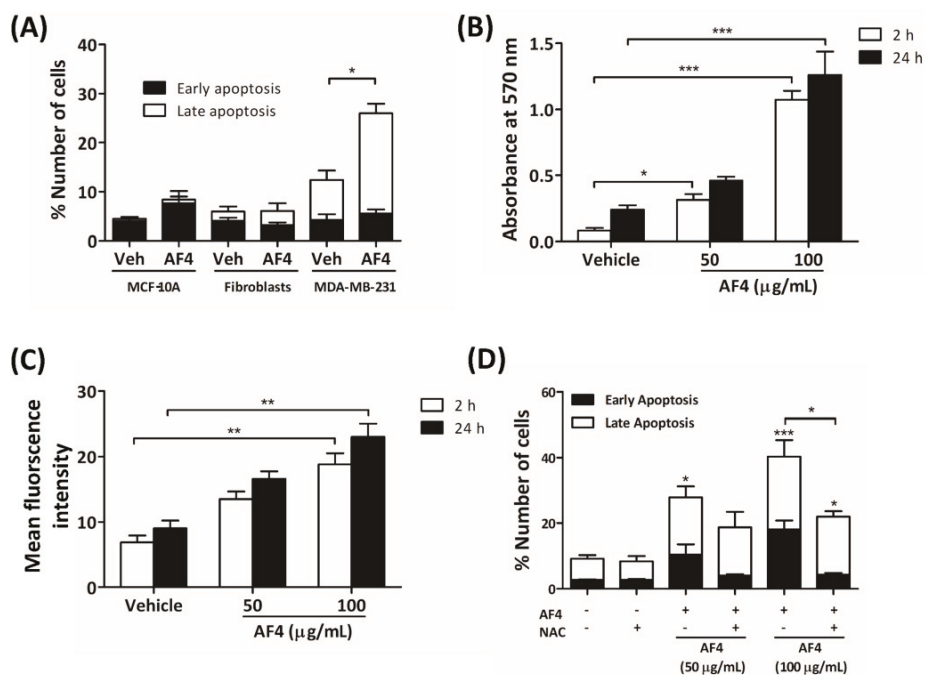 (A)
% Number of cells
40
30
20
10
0
Early apoptosis
Late apoptosis
*
Veh AF4 Veh AF4 Veh AF4
MCF-10A Fibroblasts MDA-MB-231
(B)
Absorbance at 570 nm
1.5
1.0
0.5
0.0
2 h
24 h
***
***
*
Vehicle 50 100
AF4 (μg/mL)
(C)
Mean fluorescence
intensity
30
20
10
0
2 h
24 h
**
**
Vehicle 50 100
AF4 (μg/mL)
(D)
% Number of cells
60
40
20
0
Early Apoptosis
Late Apoptosis
*
***
*
*
AF4 - - + + + +
NAC - + - + - +
AF4 AF4
(50 μg/mL) (100 μg/mL)